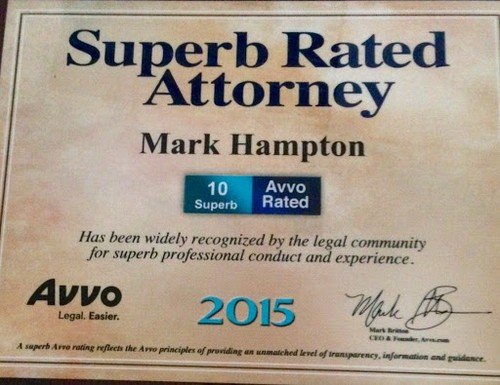 Superb Rated
Attorney
Mark Hampton
10
Superb
Avvo
Rated
Has been widely recognized by the legal community
for superb professional conduct and experience.
Avvo
Legal. Easier.
2015
Mark Britton
CEO & Founder, Avvo.com
A superb Avvo rating reflects the Avvo principles of providing an unmatched level of transparency, information and guidance.